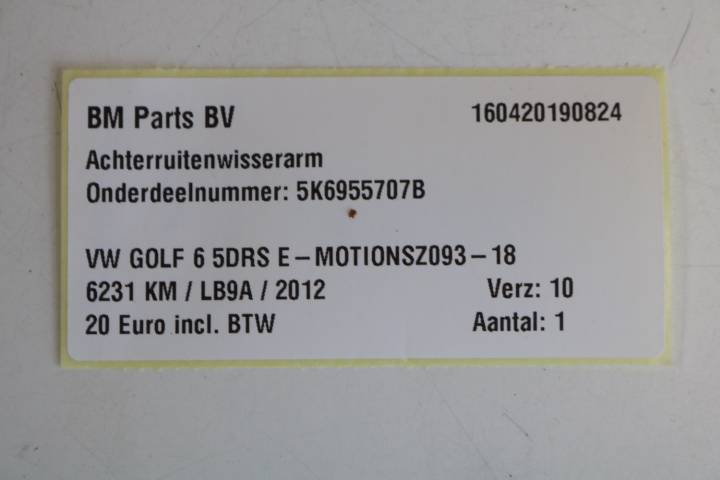 BM Parts BV 160420190824
Achterruitenwisserarm
Onderdeelnummer: 5K6955707B
VW GOLF 6 5DRS E-MOTIONSZ093-18
6231 KM / LB9A / 2012 Verz: 10
20 Euro incl. BTW Aantal: 1